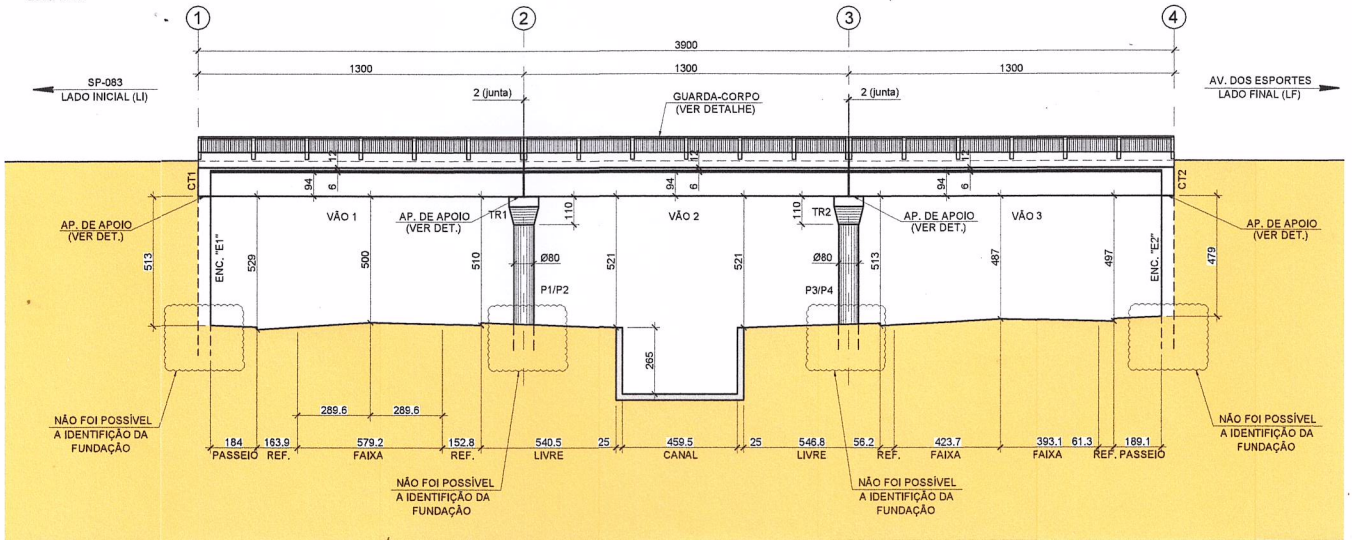 1
2
3
4
3900
1300
1300
1300
SP-083
LADO INICIAL (LI)
2 (junta)
GUARDA-CORPO
(VER DETALHE)
2 (junta)
AV. DOS ESPORTES
LADO FINAL (LF)
CT1
12
94
6
12
94
6
12
94
6
CT2
AP. DE APOIO
(VER DET.)
VÃO 1
AP. DE APOIO
(VER DET.)
TR1
110
VÃO 2
110
TR2
AP. DE APOIO
(VER DET.)
VÃO 3
AP. DE APOIO
(VER DET.)
513
ENC. "E1"
529
500
510
Ø80
P1/P2
521
521
Ø80
P3/P4
513
487
497
ENC. "E2"
479
265
NÃO FOI POSSÍVEL
A IDENTIFIÇÃO DA
FUNDAÇÃO
289.6
289.6
NÃO FOI POSSÍVEL
A IDENTIFIÇÃO DA
FUNDAÇÃO
184
163.9
579.2
152.8
540.5
25
459.5
25
546.8
56.2
423.7
393.1
61.3
189.1
PASSEIO
REF.
FAIXA
REF.
LIVRE
CANAL
LIVRE
REF.
FAIXA
FAIXA
REF.
PASSEIO
NÃO FOI POSSÍVEL
A IDENTIFIÇÃO DA
FUNDAÇÃO
NÃO FOI POSSÍVEL
A IDENTIFIÇÃO DA
FUNDAÇÃO